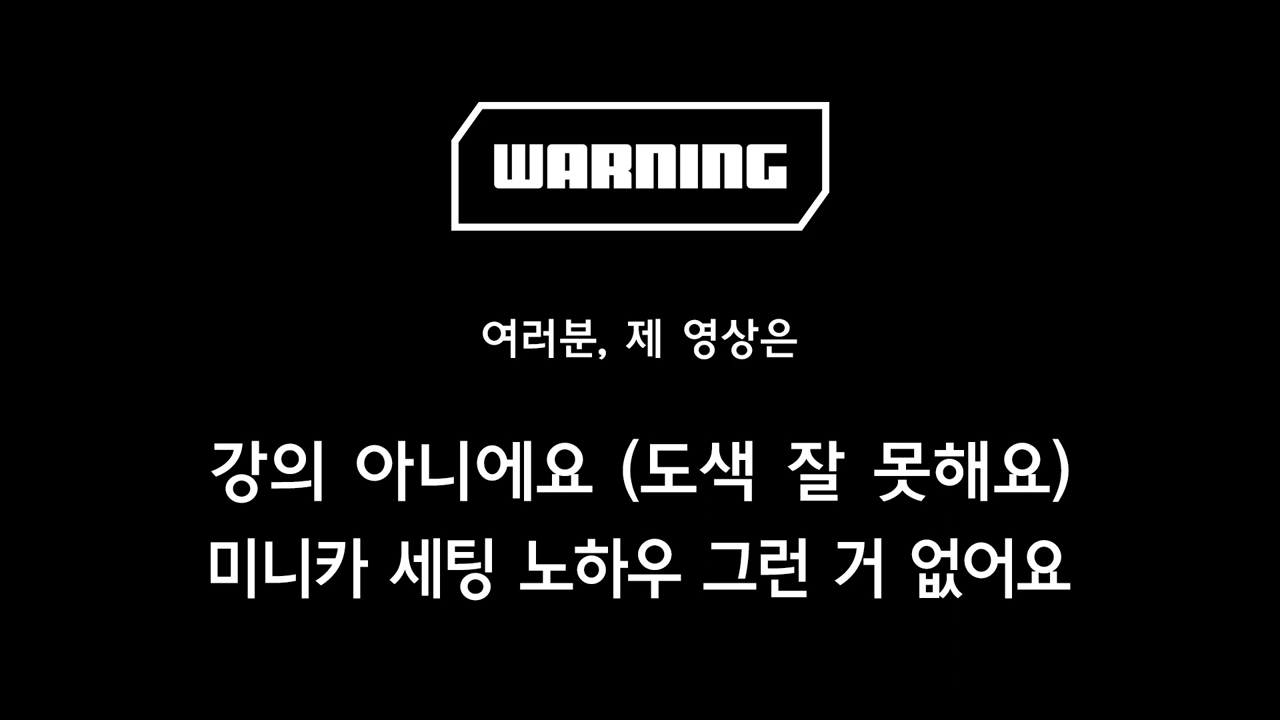 WARNING
여러분, 제 영상은
강의 아니에요 (도색 잘 못해요)
미니카 세팅 노하우 그런 거 없어요